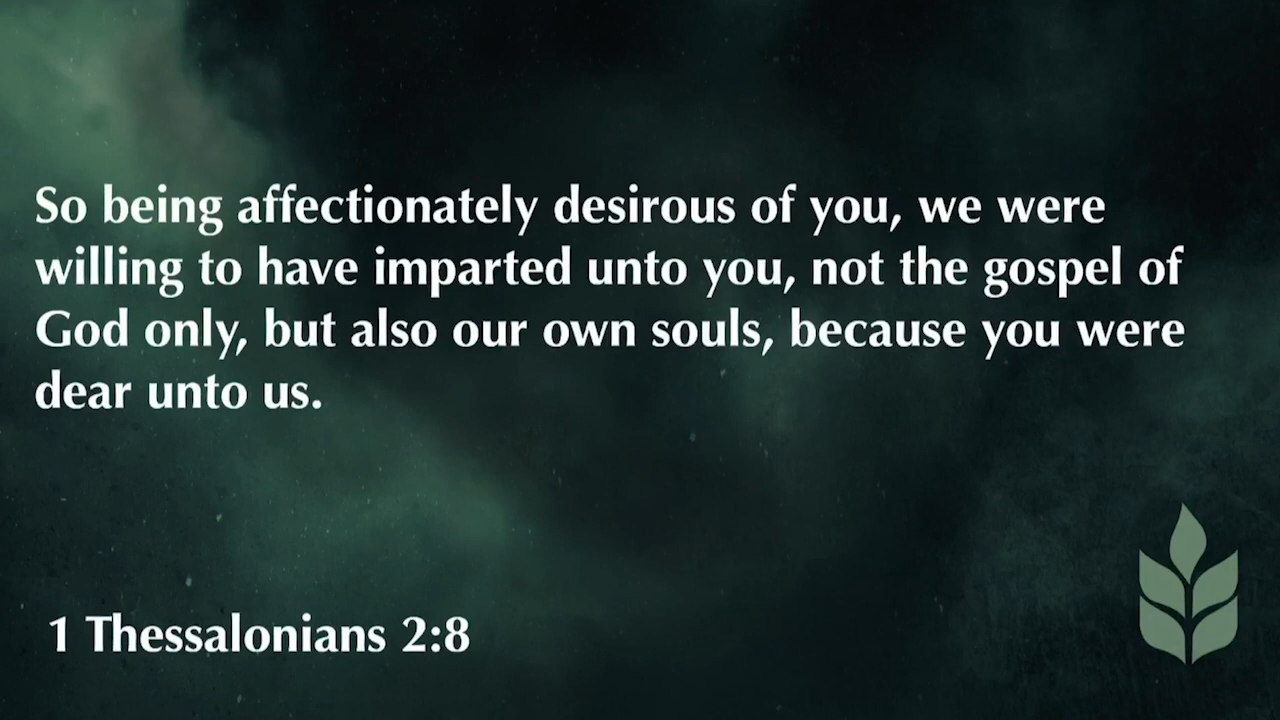 So being affectionately desirous of you, we were
willing to have imparted unto you, not the gospel of
God only, but also our own souls, because you were
dear unto us.
1 Thessalonians 2:8